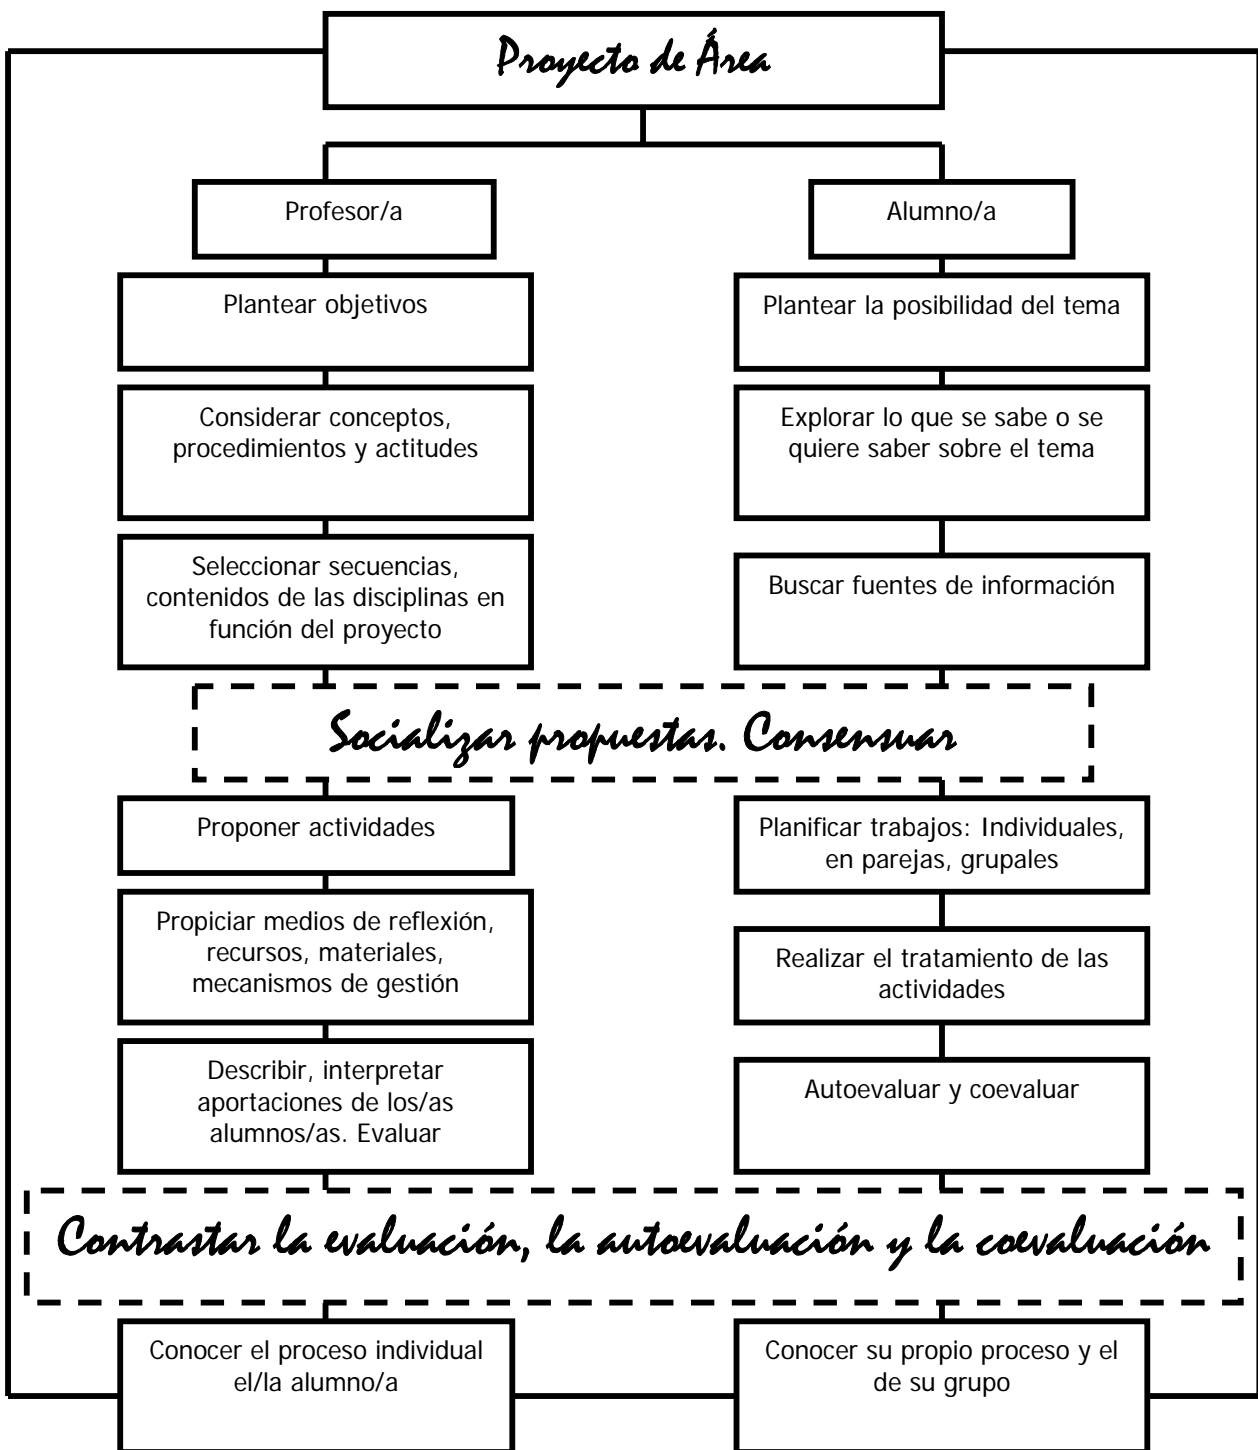 Proyecto de Área
Profesor/a
Alumno/a
Plantear objetivos
Plantear la posibilidad del tema
Considerar conceptos,
procedimientos y actitudes
Explorar lo que se sabe o se
quiere saber sobre el tema
Seleccionar secuencias,
contenidos de las disciplinas en
función del proyecto
Buscar fuentes de información
Socializar propuestas. Consensuar
Proponer actividades
Planificar trabajos: Individuales,
en parejas, grupales
Propiciar medios de reflexión,
recursos, materiales,
mecanismos de gestión
Realizar el tratamiento de las
actividades
Describir, interpretar
aportaciones de los/as
alumnos/as. Evaluar
Autoevaluar y coevaluar
Contrastar la evaluación, la autoevaluación y la coevaluación
Conocer el proceso individual
el/la alumno/a
Conocer su propio proceso y el
de su grupo